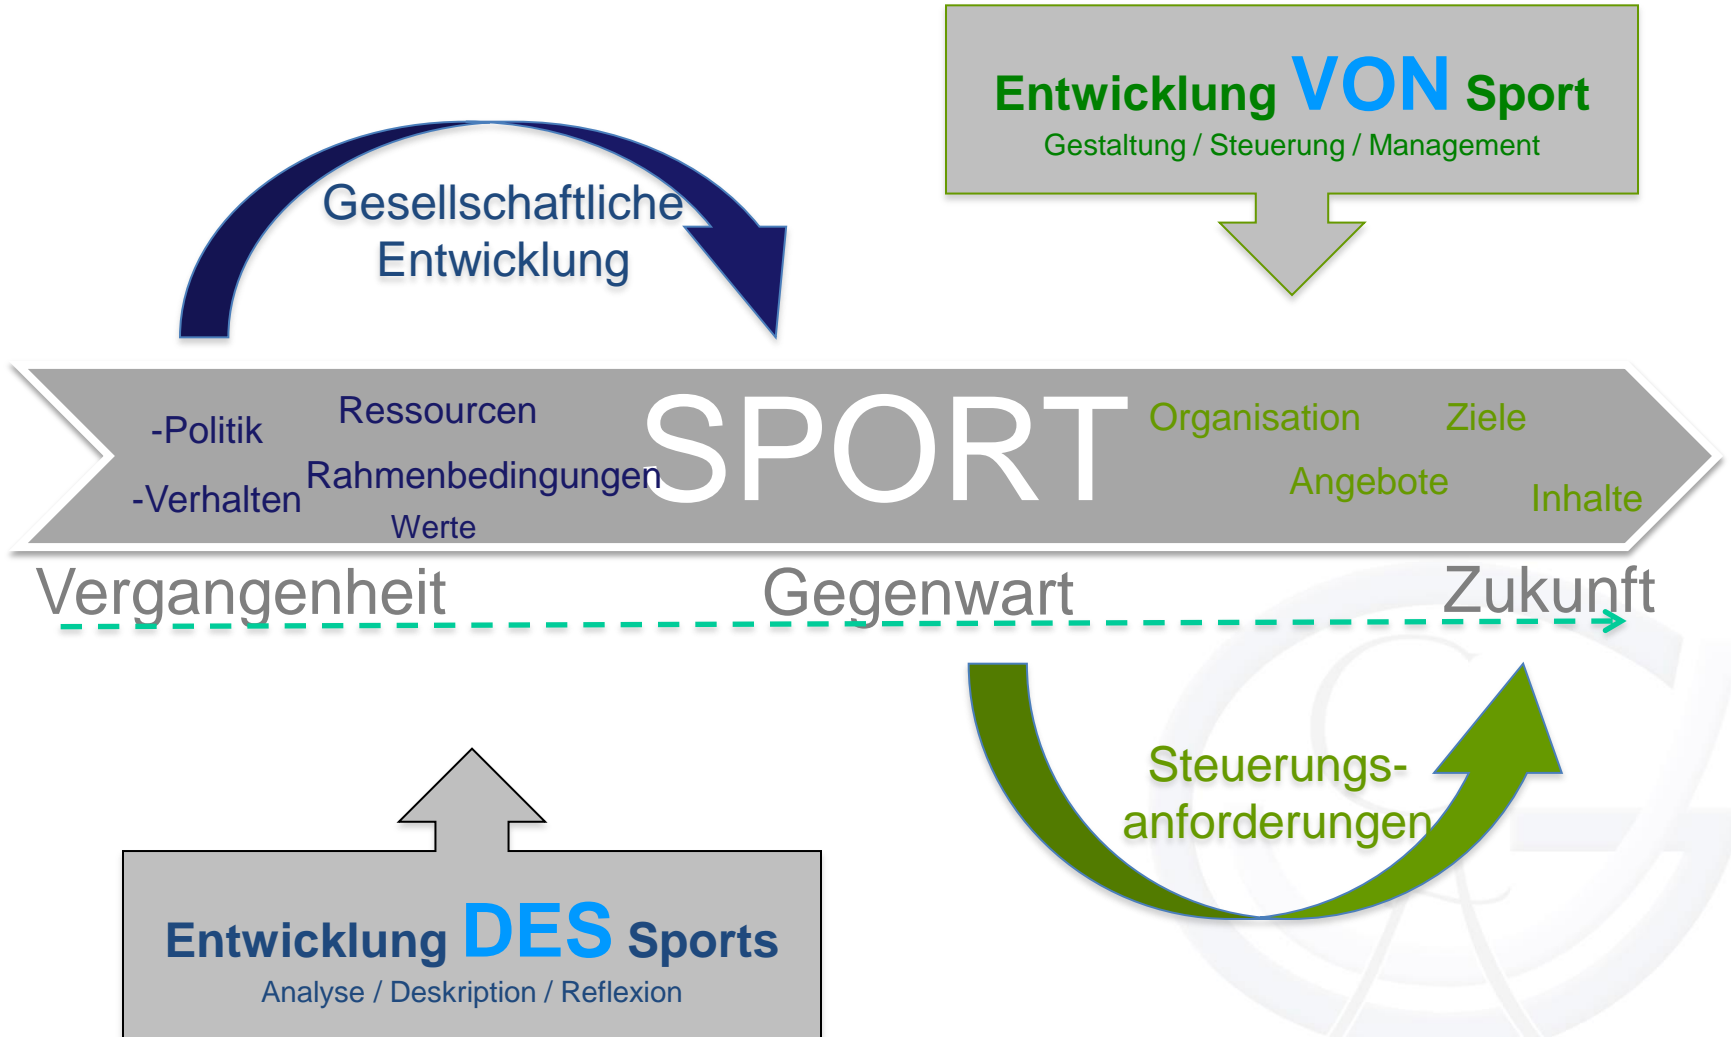 Entwicklung VON Sport
Gestaltung / Steuerung / Management
Gesellschaftliche
Entwicklung
-Politik
-Verhalten
Ressourcen
Rahmenbedingungen
Werte
SPORT
Organisation
Ziele
Angebote
Inhalte
Vergangenheit
Gegenwart
Zukunft
Steuerungs-
anforderungen
Entwicklung DES Sports
Analyse / Deskription / Reflexion